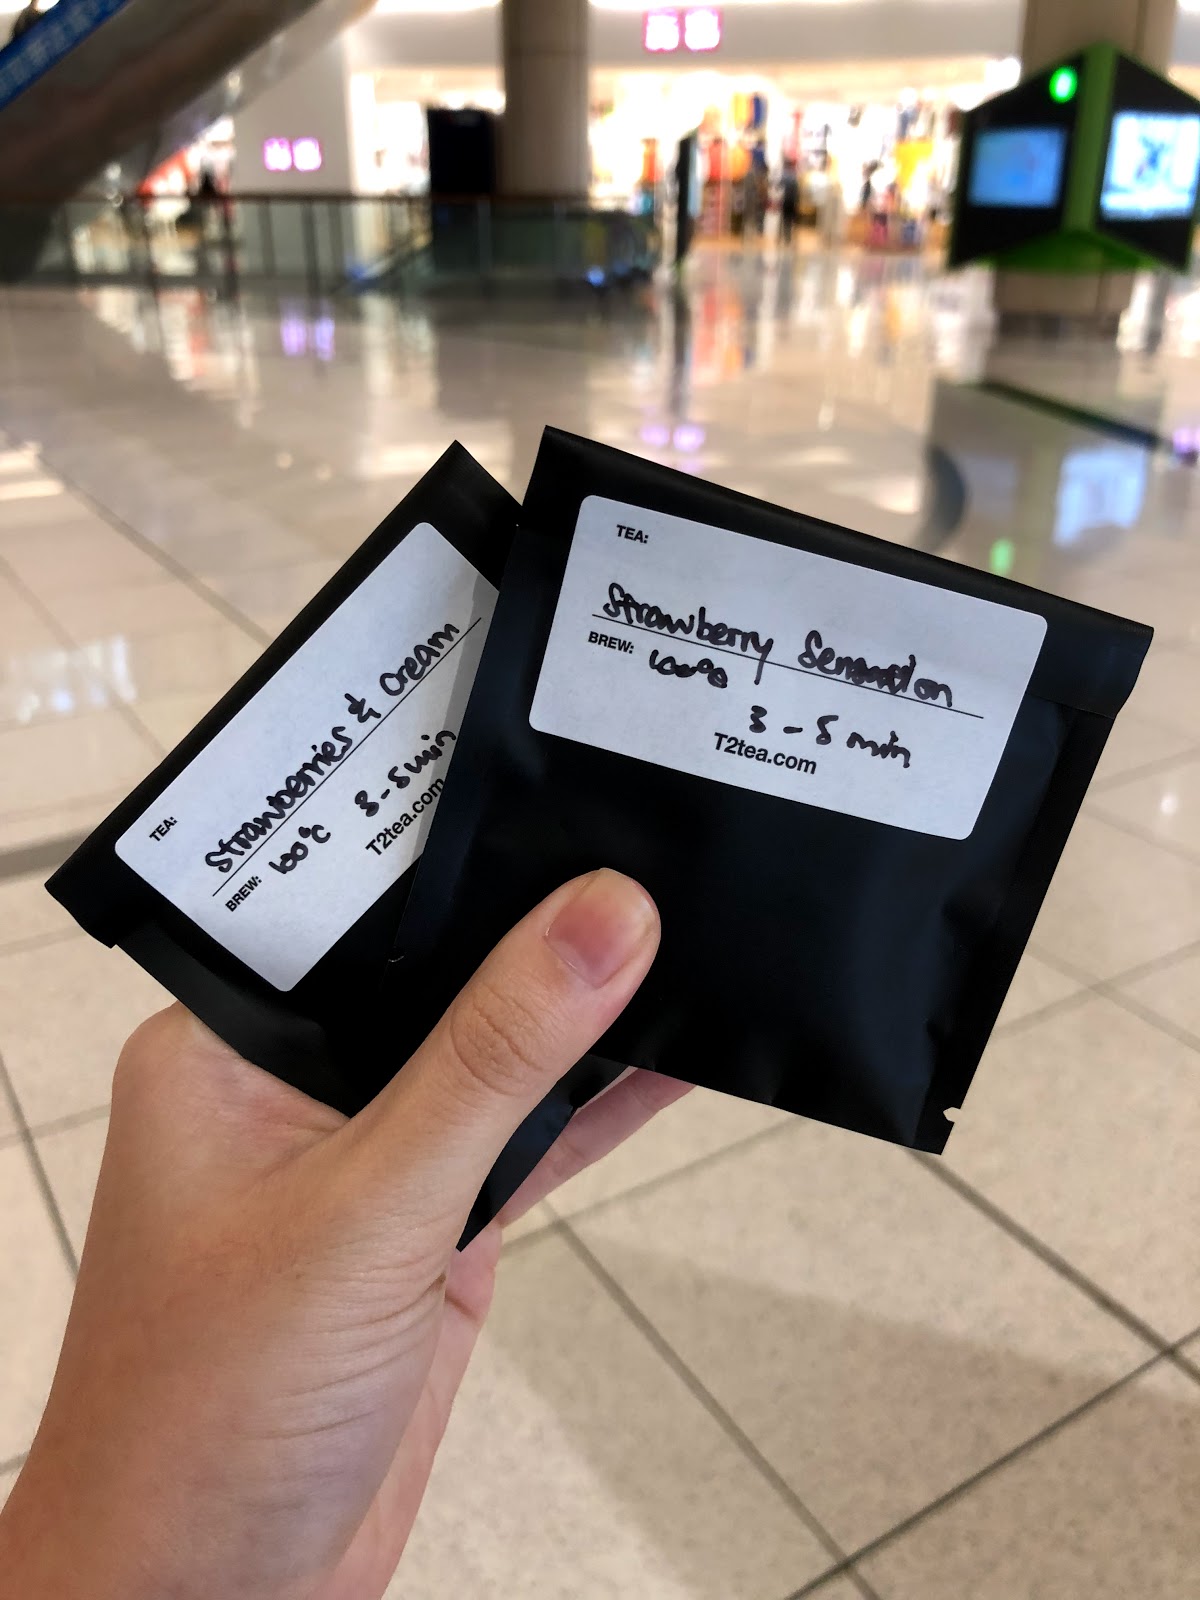 TEA:
Strawberries & Cream
BREW: 100°C
3-5 min
T2tea.com
TEA:
Strawberry Sensation
BREW: 100°C
3 - 5 min
T2tea.com